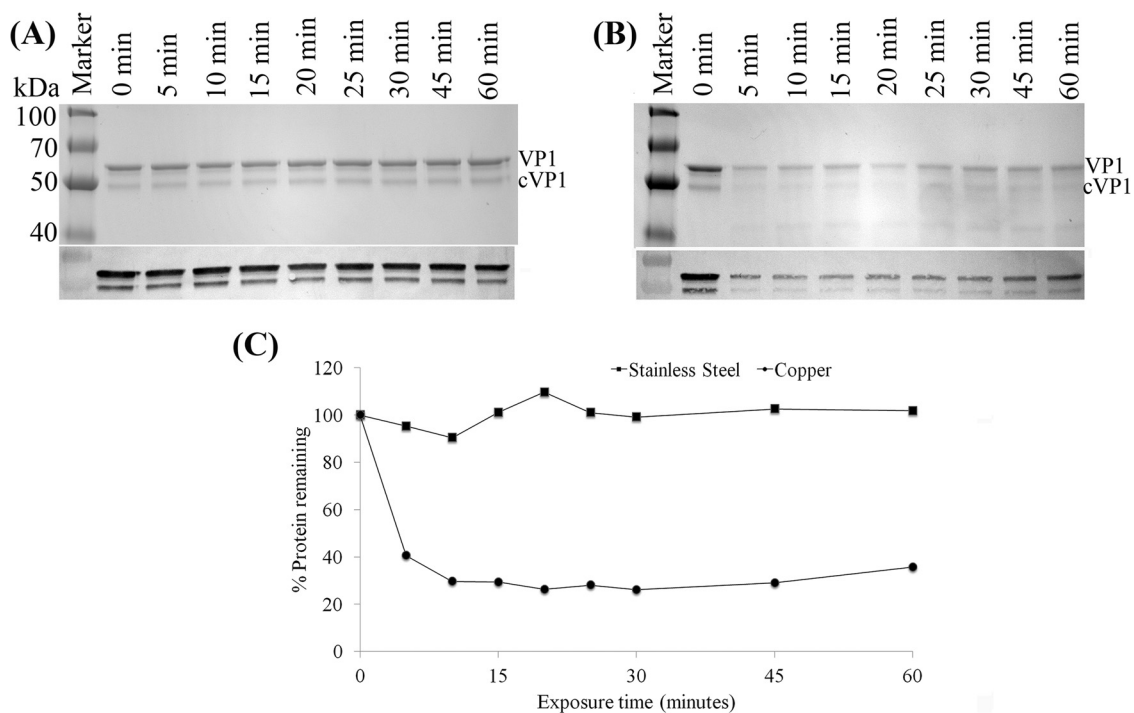 (A)
Marker
0 min
5 min
10 min
15 min
20 min
25 min
30 min
45 min
60 min
kDa
100
70
50
40
VP1
cVP1
(B)
Marker
0 min
5 min
10 min
15 min
20 min
25 min
30 min
45 min
60 min
VP1
cVP1
(C)
Stainless Steel
Copper
% Protein remaining
120
100
80
60
40
20
0
0
15
30
45
60
Exposure time (minutes)